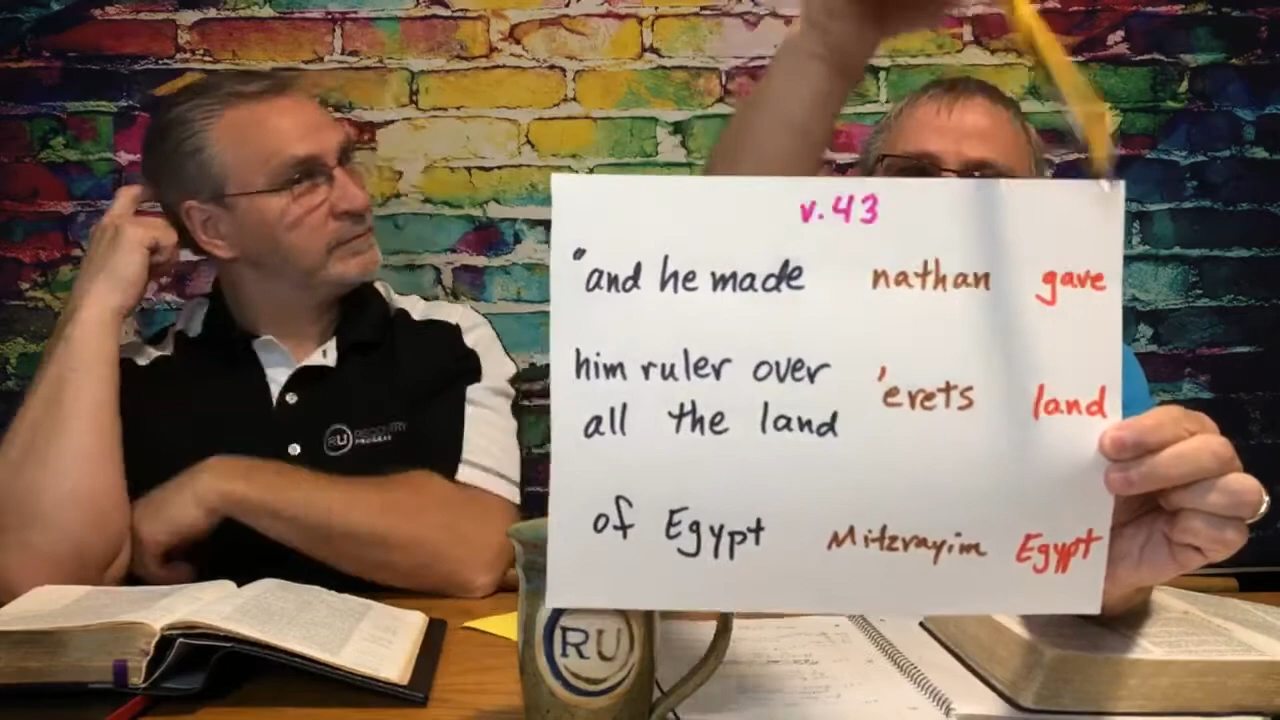 v.43
"and he made nathan gave
him ruler over
all the land 'erets land
of Egypt Mitzrayim Egypt
RU
RU